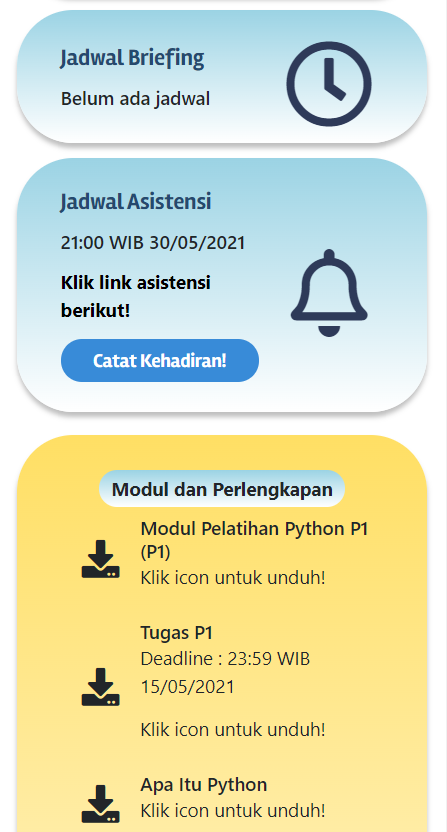 Jadwal Briefing
Belum ada jadwal
Jadwal Asistensi
21:00 WIB 30/05/2021
Klik link asistensi
berikut!
Catat Kehadiran!
Modul dan Perlengkapan
Modul Pelatihan Python P1
(P1)
Klik icon untuk unduh!
Tugas P1
Deadline : 23:59 WIB
15/05/2021
Klik icon untuk unduh!
Apa Itu Python
Klik icon untuk unduh!